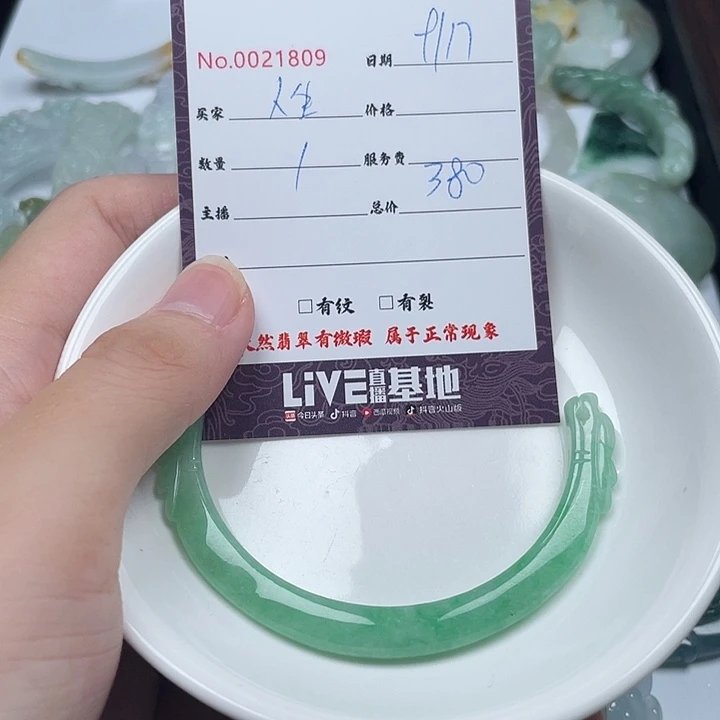 No.0021809 日期 9/17
买家 人生 价格
数量 1 服务费 380
主播 总价
□有纹 □有裂
然翡翠有微瑕 属于正常现象
LiVE直播基地
头条 今日头条 抖音 西瓜视频 抖音火山版